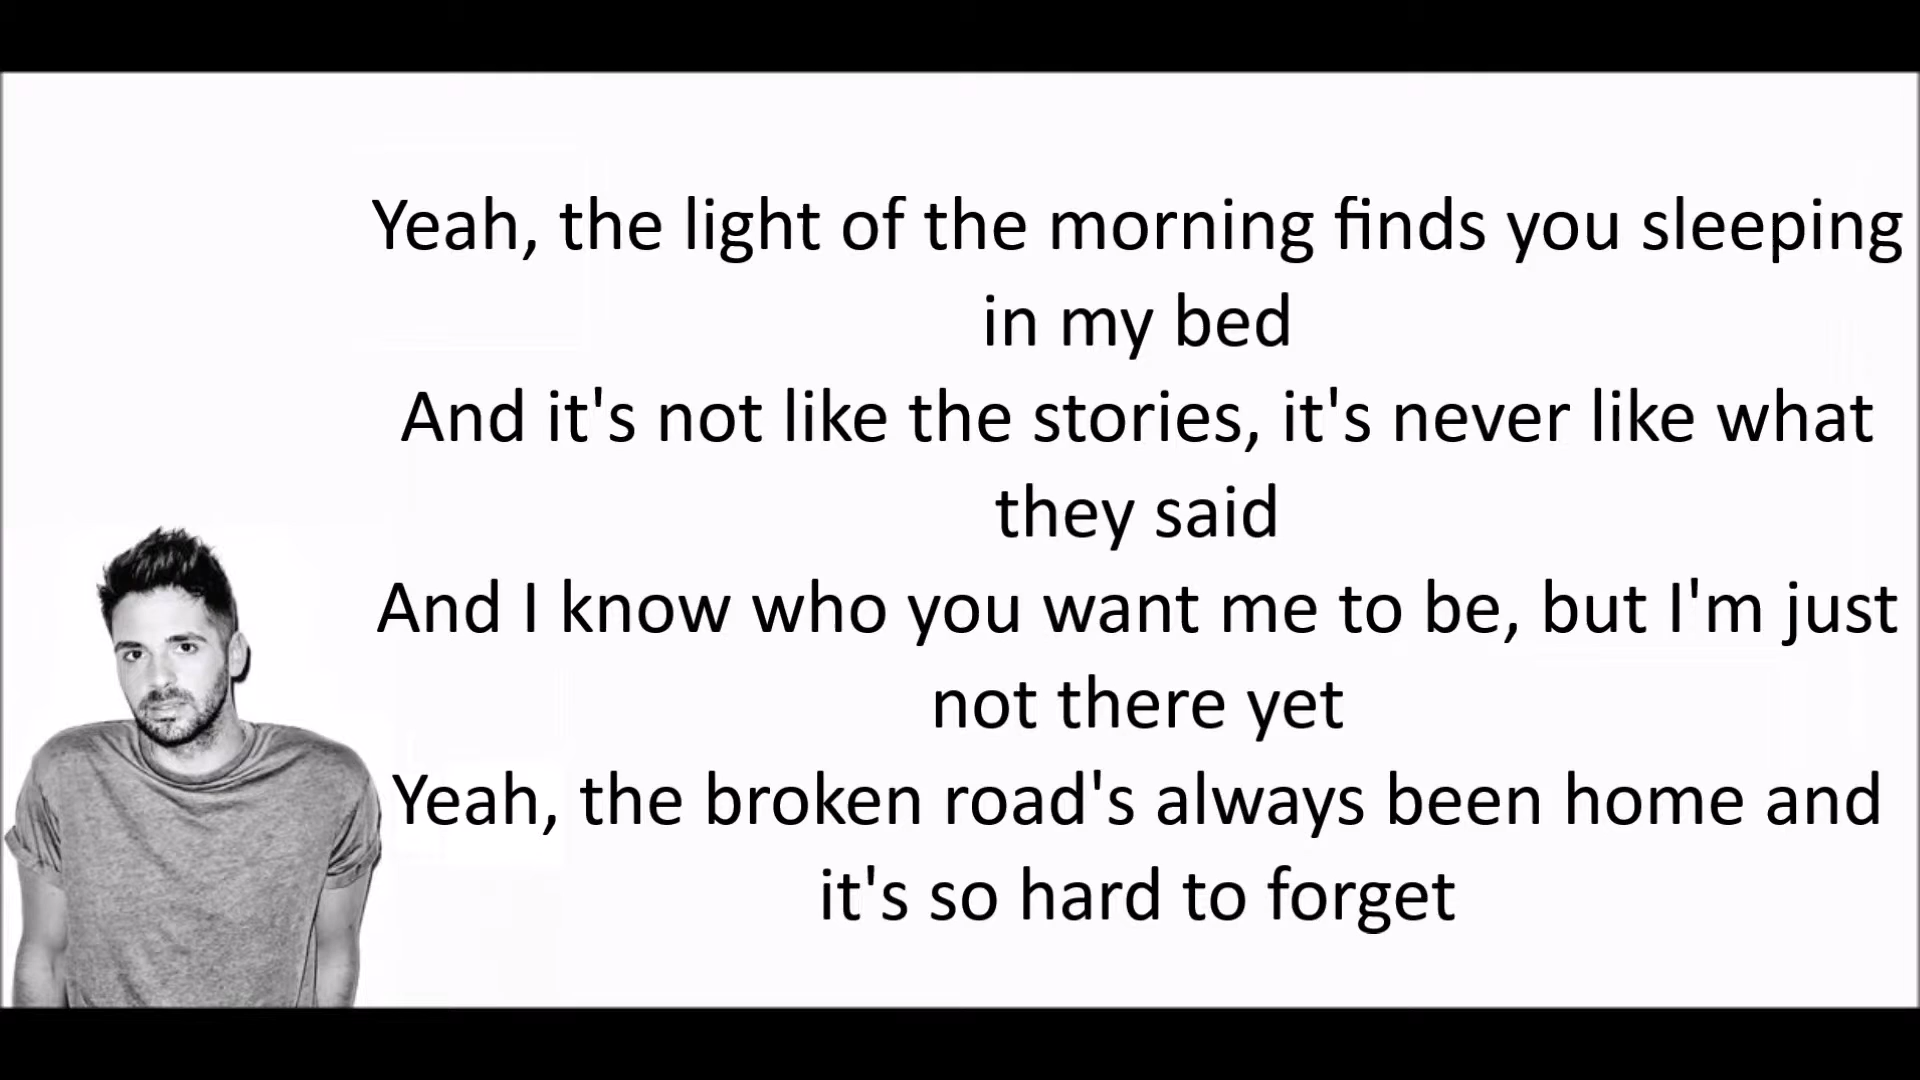 Yeah, the light of the morning finds you sleeping
in my bed
And it's not like the stories, it's never like what
they said
And I know who you want me to be, but I'm just
not there yet
Yeah, the broken road's always been home and
it's so hard to forget